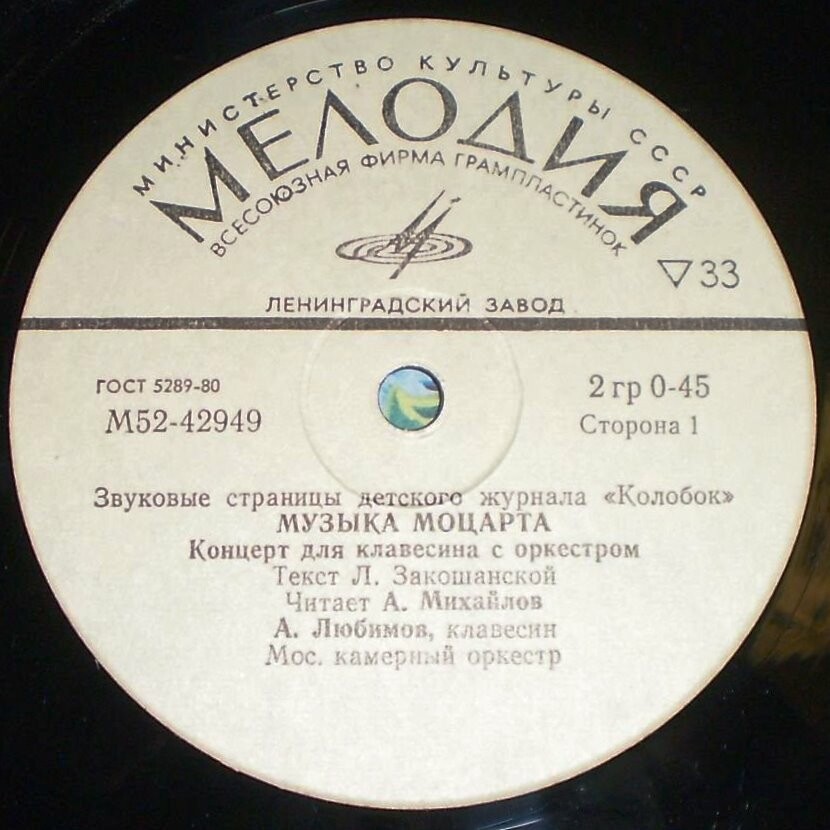 МИНИСТЕРСТВО КУЛЬТУРЫ СССР
МЕЛОДИЯ
ВСЕСОЮЗНАЯ ФИРМА ГРАМПЛАСТИНОК
▽33
ЛЕНИНГРАДСКИЙ ЗАВОД
ГОСТ 5289-80
2 гр 0-45
М52-42949
Сторона 1
Звуковые страницы детского журнала «Колобок»
МУЗЫКА МОЦАРТА
Концерт для клавесина с оркестром
Текст Л. Закошанской
Читает А. Михайлов
А. Любимов, клавесин
Мос. камерный оркестр